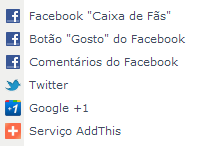 Facebook "Caixa de Fãs"
Botão "Gosto" do Facebook
Comentários do Facebook
Twitter
Google +1
Serviço AddThis